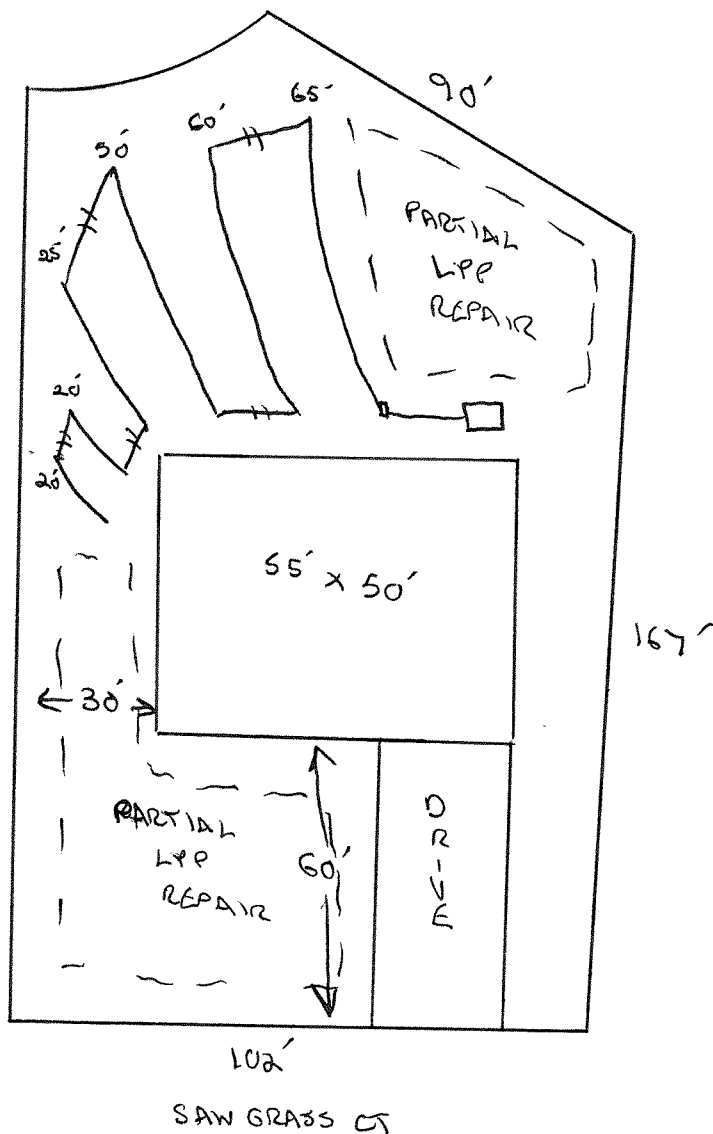 90'
65'
60'
50'
25'
PARTIAL
LPP
REPAIR
20'
20'
55' x 50'
167'
30'
PARTIAL
LPP
REPAIR
60'
DRIVE
102'
SAW GRASS CT